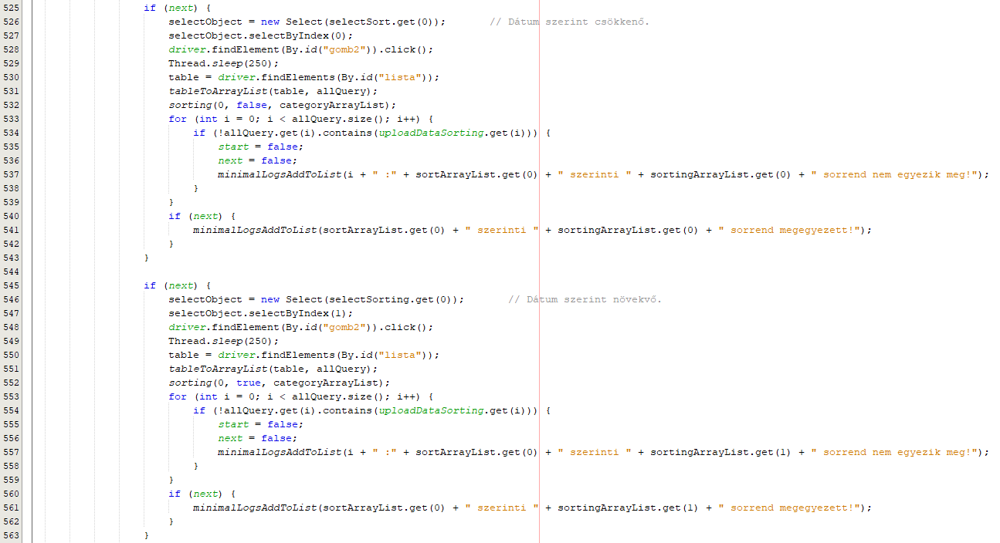 525 if (next) {
526 selectObject = new Select(selectSort.get(0)); // Dátum szerint csökkenő.
527 selectObject.selectByIndex(0);
528 driver.findElement(By.id("gomb2")).click();
529 Thread.sleep(250);
530 table = driver.findElements(By.id("lista"));
531 tableToArrayList(table, allQuery);
532 sorting(0, false, categoryArrayList);
533 for (int i = 0; i < allQuery.size(); i++) {
534 if (!allQuery.get(i).contains(uploadDataSorting.get(i))) {
535 start = false;
536 next = false;
537 minimalLogsAddToList(i + " :" + sortArrayList.get(0) + " szerinti " + sortingArrayList.get(0) + " sorrend nem egyezik meg!");
538 }
539 }
540 if (next) {
541 minimalLogsAddToList(sortArrayList.get(0) + " szerinti " + sortingArrayList.get(0) + " sorrend megegyezett!");
542 }
543 }
544
545 if (next) {
546 selectObject = new Select(selectSorting.get(0)); // Dátum szerint növekvő.
547 selectObject.selectByIndex(1);
548 driver.findElement(By.id("gomb2")).click();
549 Thread.sleep(250);
550 table = driver.findElements(By.id("lista"));
551 tableToArrayList(table, allQuery);
552 sorting(0, true, categoryArrayList);
553 for (int i = 0; i < allQuery.size(); i++) {
554 if (!allQuery.get(i).contains(uploadDataSorting.get(i))) {
555 start = false;
556 next = false;
557 minimalLogsAddToList(i + " :" + sortArrayList.get(0) + " szerinti " + sortingArrayList.get(1) + " sorrend nem egyezik meg!");
558 }
559 }
560 if (next) {
561 minimalLogsAddToList(sortArrayList.get(0) + " szerinti " + sortingArrayList.get(1) + " sorrend megegyezett!");
562 }
563 }